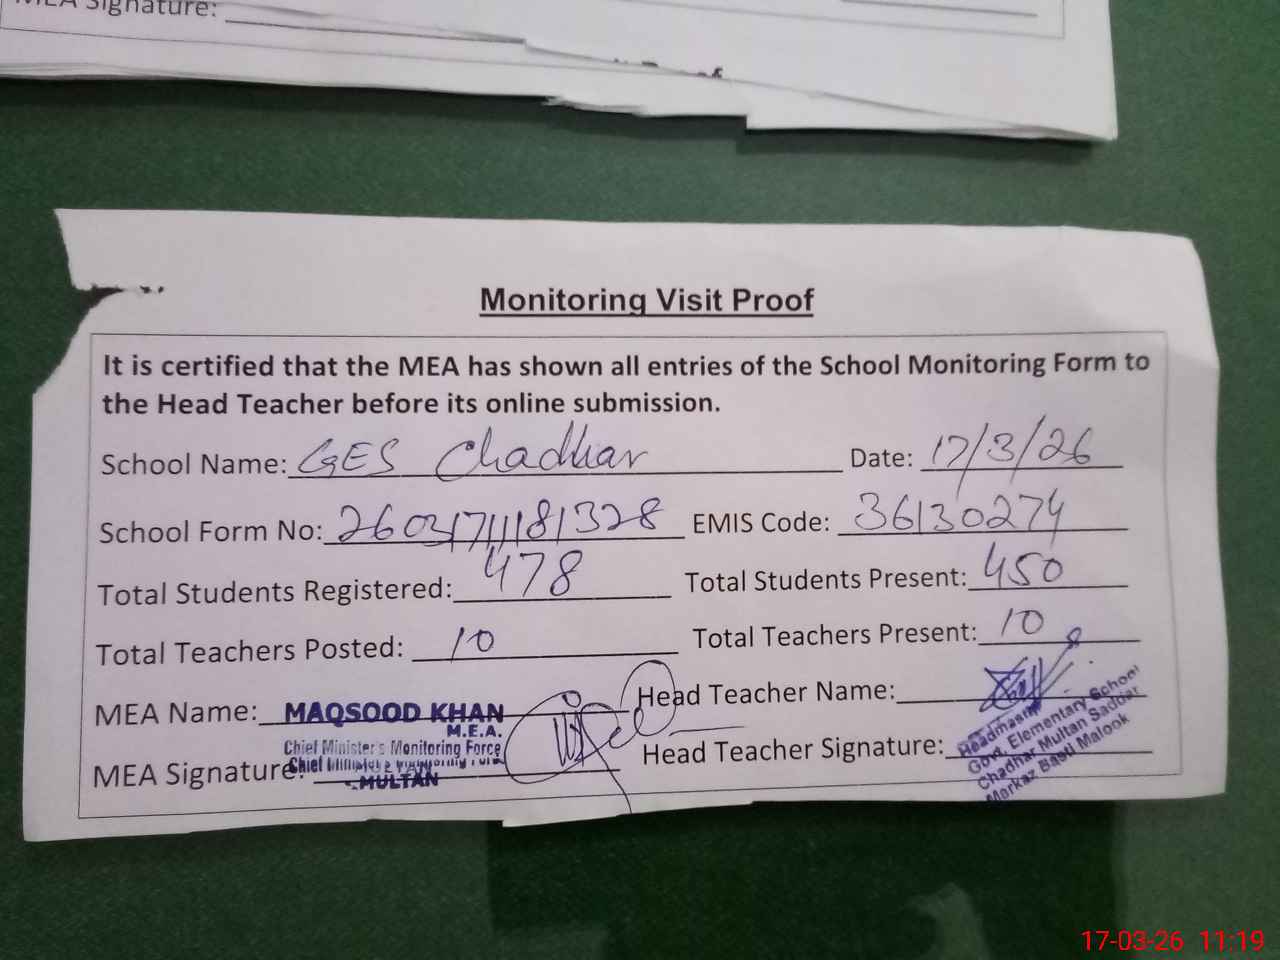 MEA Signature:
Monitoring Visit Proof
It is certified that the MEA has shown all entries of the School Monitoring Form to
the Head Teacher before its online submission.
School Name: GES Chadhar Date: 17/3/26
School Form No: 26031711181328 EMIS Code: 36130274
Total Students Registered: 478 Total Students Present: 450
Total Teachers Posted: 10 Total Teachers Present: 10
MEA Name: MAQSOOD KHAN Head Teacher Name:
M.E.A.
Chief Minister's Monitoring Force
MEA Signature: Head Teacher Signature:
MULTAN
Headmaster
Govt. Elementary School
Chadhar Multan Saddar
Markaz Basti Malook
17-03-26 11:19